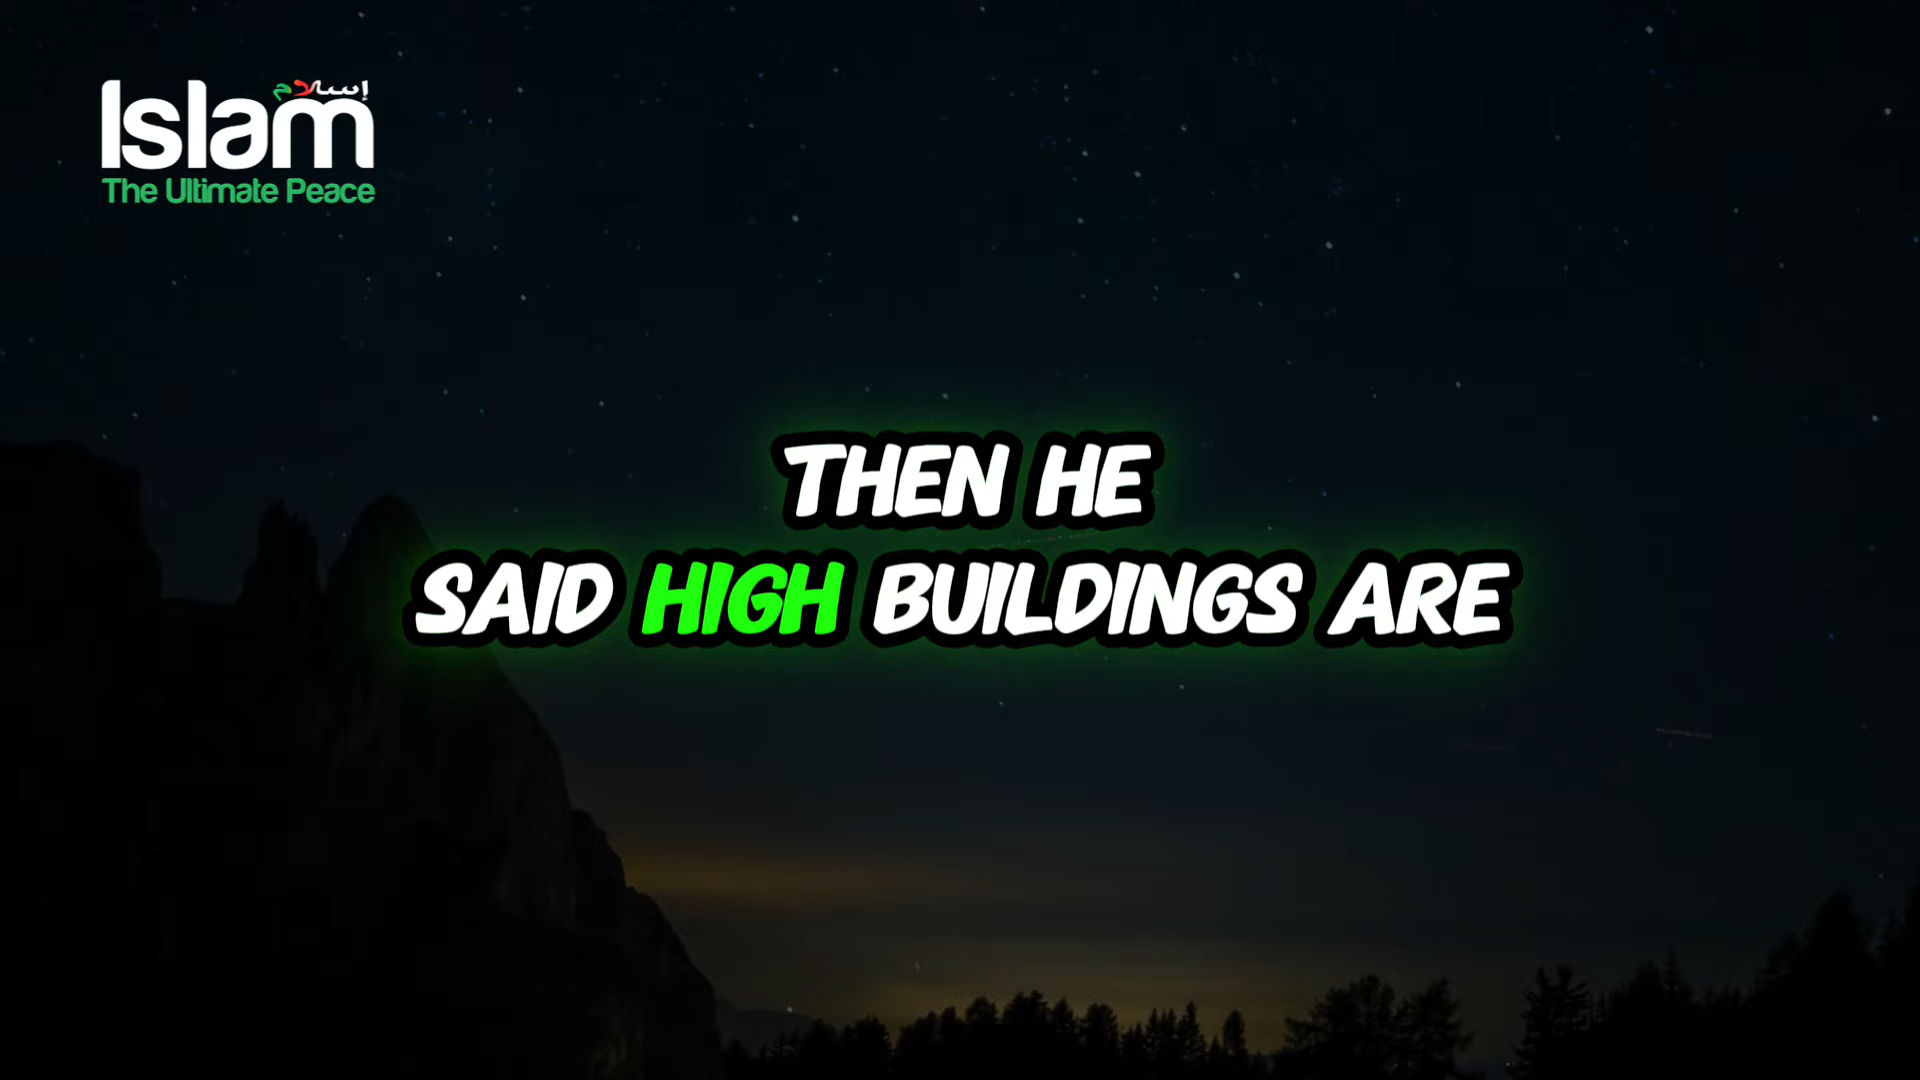 إسلام
Islam
The Ultimate Peace
THEN HE
SAID HIGH BUILDINGS ARE